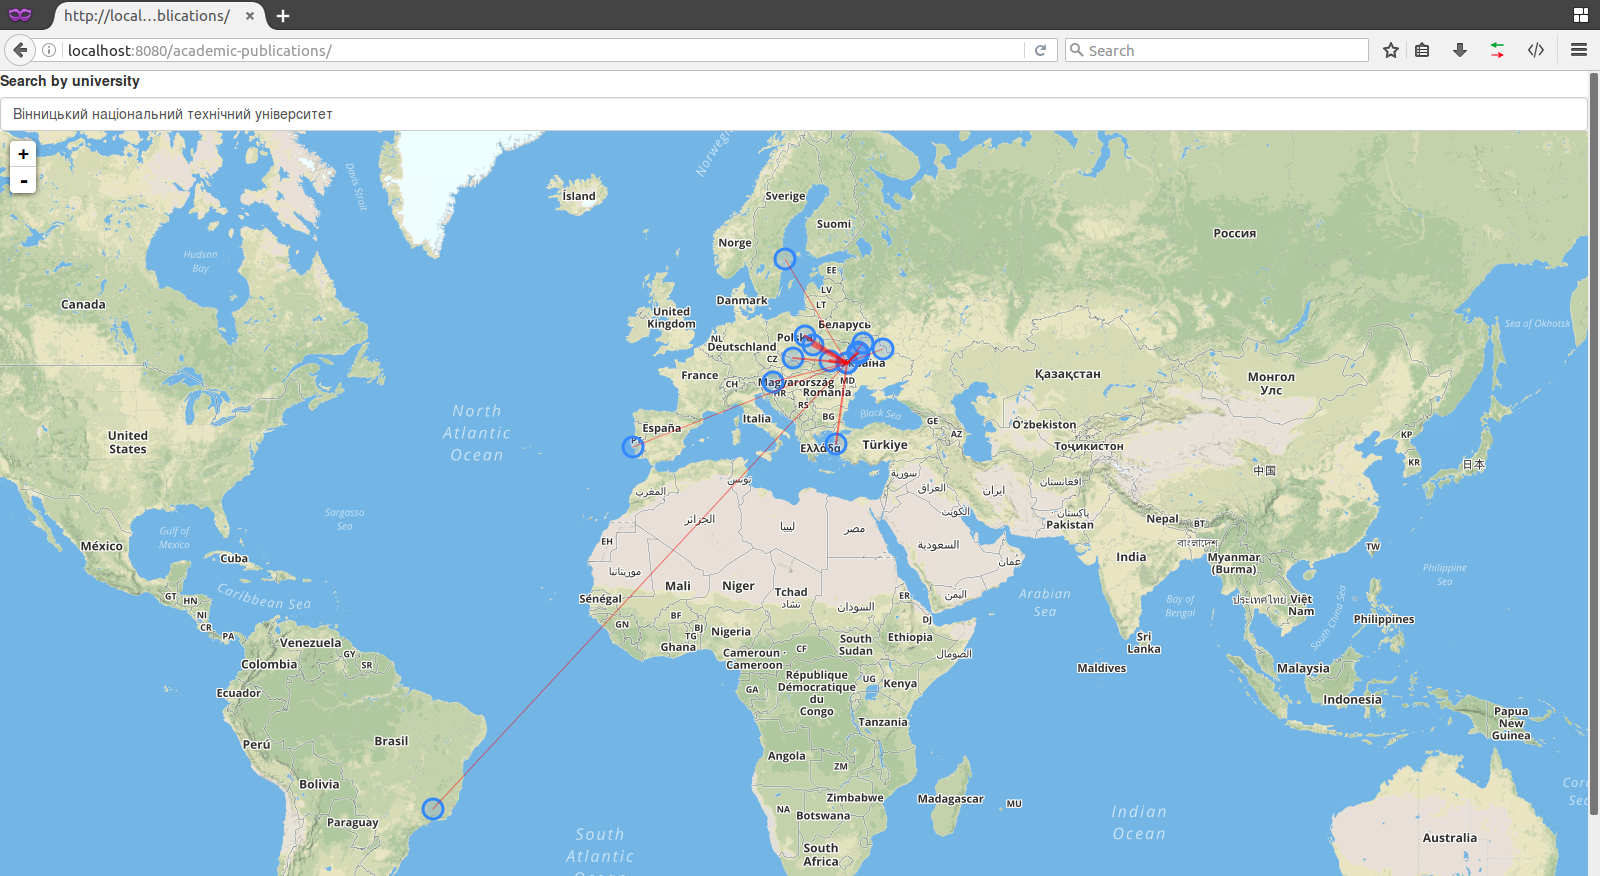 http://local...blications/
localhost:8080/academic-publications/
Search
Search by university
Вінницький національний технічний університет
+
-
Davis Strait
Norwegi
Ísland
Sverige
Suomi
Norge
Россия
Hudson
Bay
EE
LV
LT
Canada
Danmark
United
Kingdom
Беларусь
Sea of Okhotsk
NL
Polska
Deutschland
CZ
France
CH
Magyarország
MD
Romania
HR
RS
BG
Қазақстан
Монгол
Улс
North
Atlantic
Ocean
Italia
Black Sea
GE
AZ
O'zbekiston
Тоҷикистон
United
States
España
PT
Ελλάδα
Türkiye
KP
KR
日本
中国
تونس
سورية
العراق
ايران
افغانستان
المغرب
الكويت
پاکستان
Pakistan
Nepal
BT
বাংলাদেশ
Sargasso
Sea
الجزائر
ليبيا
مصر
السعودية
عُمان
India
Myanmar
(Burma)
TW
Gulf of
Mexico
México
Cuba
EH
موريتانيا
Mali
Niger
Tchad
تشاد
السودان
ER
اليمن
Arabian
Sea
Bay of
Bengal
ประเทศไทย
Việt
Nam
Philippine
Sea
South China Sea
Philippines
Caribbean Sea
GT
HN
NI
CR
PA
Sénégal
GN
BF
BJ
TG
Ghana
Nigeria
DJ
South
Sudan
Ethiopia
الصومال
Sri
Lanka
Maldives
Malaysia
Venezuela
GY
SR
Colombia
Ecuador
Cameroun -
Cameroon
CF
République
Démocratique
du
Congo
GA
UG
Kenya
Tanzania
Indonesia
Papua
New
Guinea
Perú
Brasil
Bolivia
Paraguay
Angola
ZM
Zimbabwe
NA
Botswana
Madagascar
MU
Indian
Ocean
South
Atlantic
South
Africa
Australia